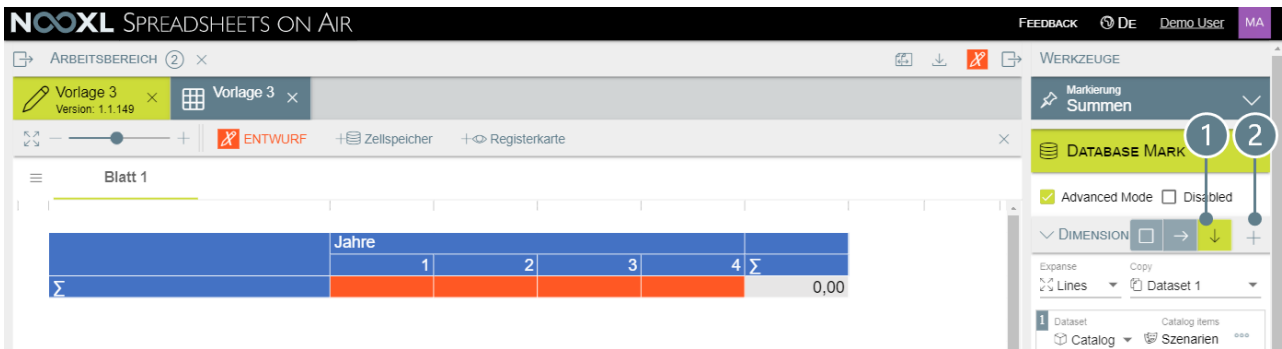 NOOXL SPREADSHEETS ON AIR
FEEDBACK DE Demo User MA
ARBEITSBEREICH 2
WERKZEUGE
Vorlage 3
Version: 1.1.149
Vorlage 3
Markierung
Summen
ENTWURF Zellspeicher Registerkarte
1 2
DATABASE MARK
Blatt 1
Advanced Mode Disabled
DIMENSION
Jahre
1 2 3 4 Σ
Σ 0,00
Expanse Copy
Lines Dataset 1
1 Dataset Catalog items
Catalog Szenarien